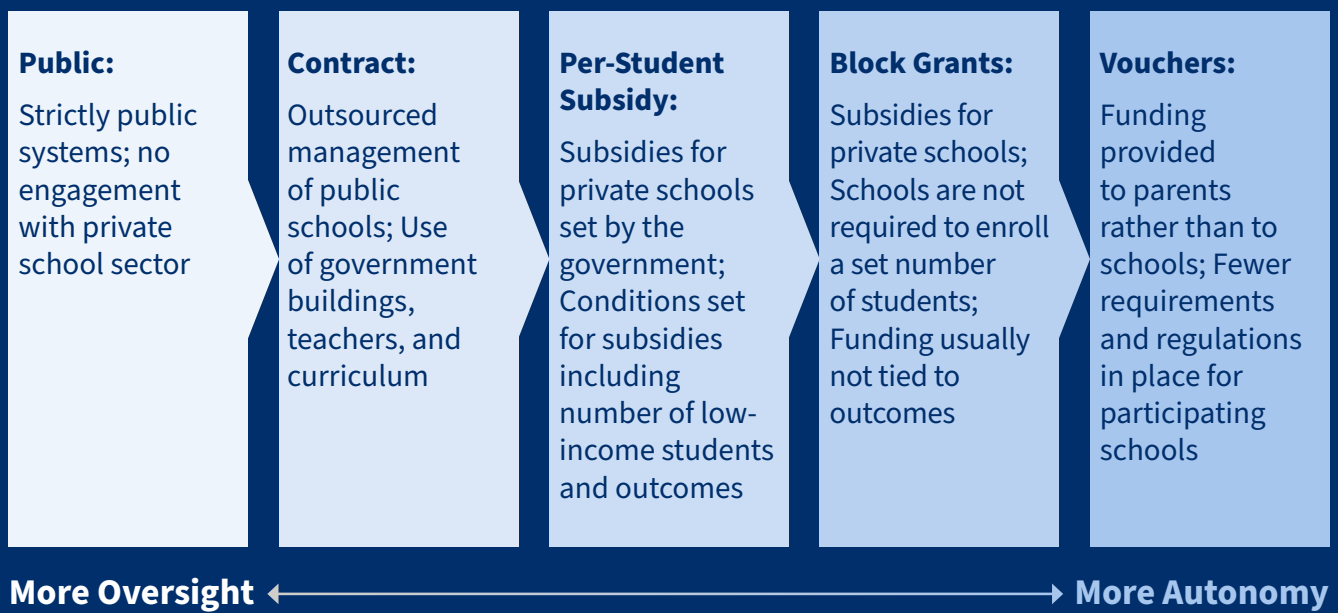 Public:
Strictly public
systems; no
engagement
with private
school sector
Contract:
Outsourced
management
of public
schools; Use
of government
buildings,
teachers, and
curriculum
Per-Student
Subsidy:
Subsidies for
private schools
set by the
government;
Conditions set
for subsidies
including
number of low-
income students
and outcomes
Block Grants:
Subsidies for
private schools;
Schools are not
required to enroll
a set number
of students;
Funding usually
not tied to
outcomes
Vouchers:
Funding
provided
to parents
rather than to
schools; Fewer
requirements
and regulations
in place for
participating
schools
More Oversight
More Autonomy